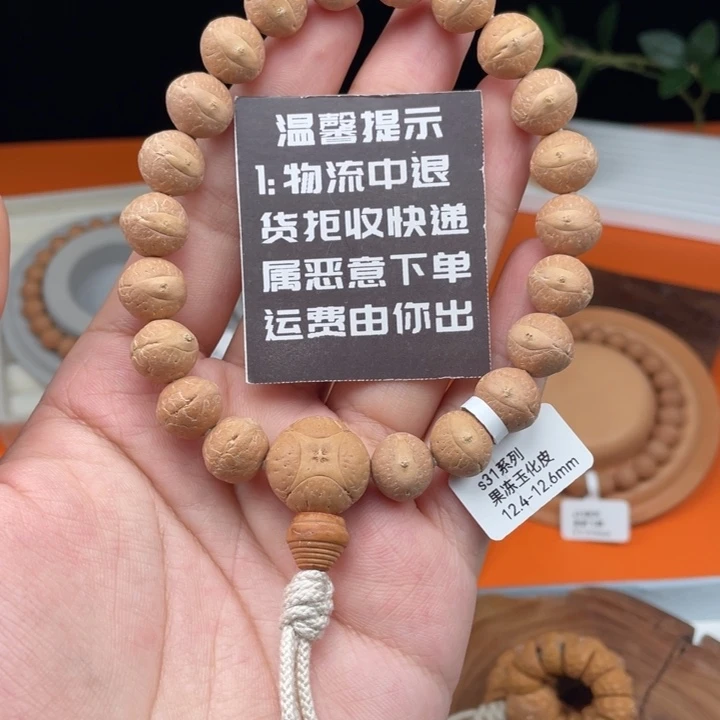 温馨提示
1:物流中退
货拒收快递
属恶意下单
运费由你出
s31系列
果冻玉化皮
12.4-12.6mm